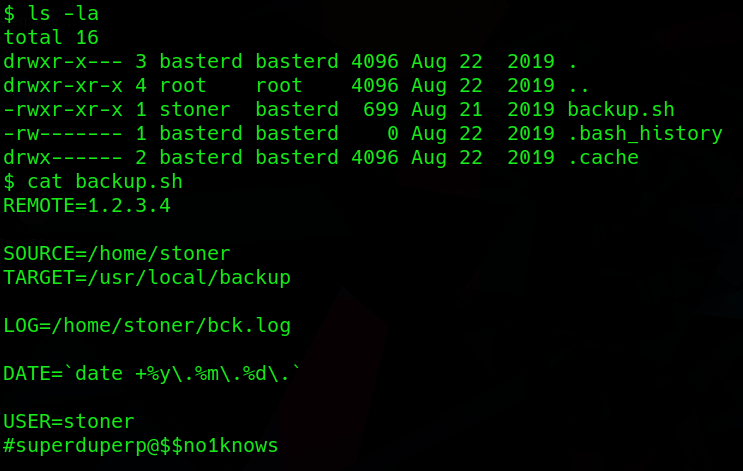 $ ls -la
total 16
drwxr-x--- 3 basterd basterd 4096 Aug 22  2019 .
drwxr-xr-x 4 root    root    4096 Aug 22  2019 ..
-rwxr-xr-x 1 stoner  basterd  699 Aug 21  2019 backup.sh
-rw------- 1 basterd basterd    0 Aug 22  2019 .bash_history
drwx------ 2 basterd basterd 4096 Aug 22  2019 .cache
$ cat backup.sh
REMOTE=1.2.3.4
SOURCE=/home/stoner
TARGET=/usr/local/backup
LOG=/home/stoner/bck.log
DATE=`date +%y\.%m\.%d\.`
USER=stoner
#superduperp@$$no1knows